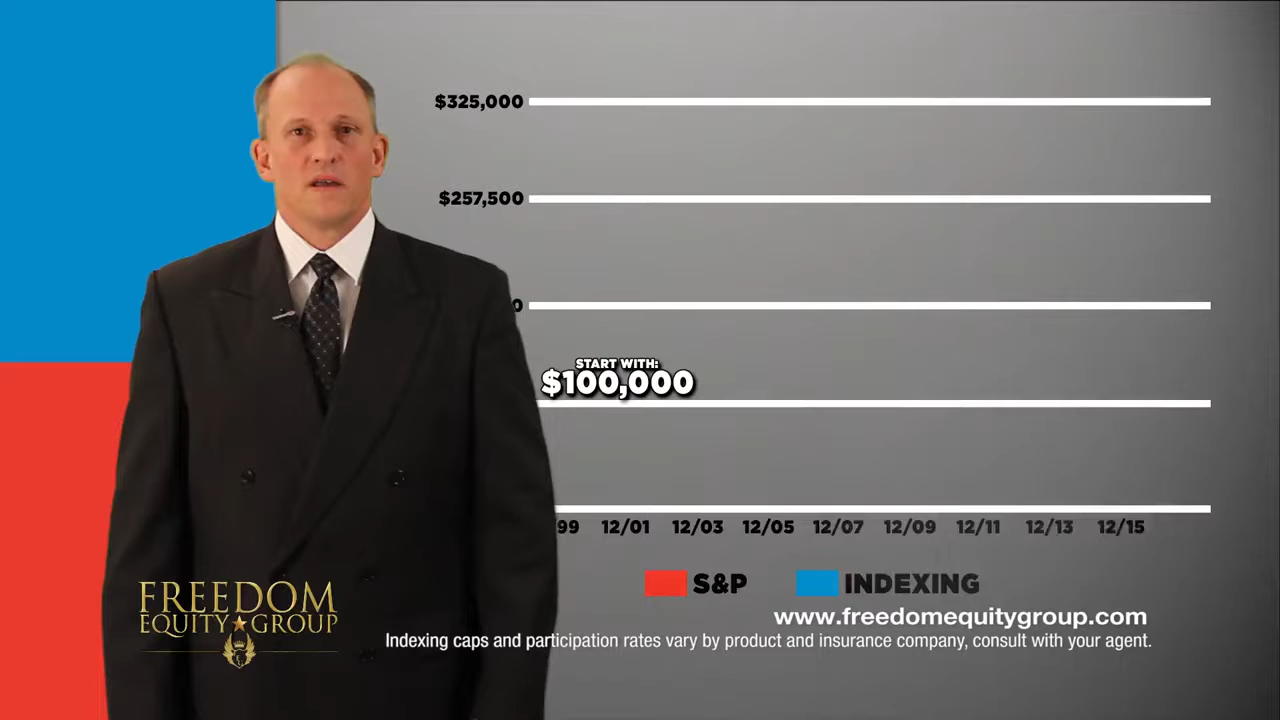 $325,000
$257,500
0
START WITH:
$100,000
99 12/01 12/03 12/05 12/07 12/09 12/11 12/13 12/15
S&P INDEXING
www.freedomequitygroup.com
FREEDOM
EQUITY GROUP
Indexing caps and participation rates vary by product and insurance company, consult with your agent.